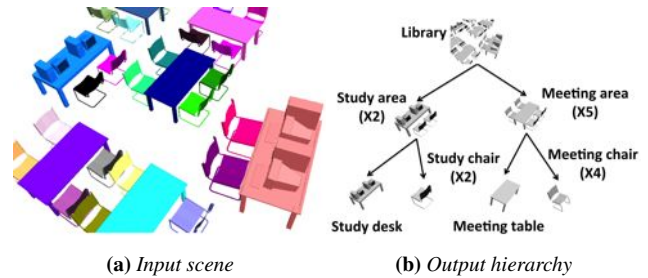 Library
Study area
(X2)
Meeting area
(X5)
Study chair
(X2)
Meeting chair
(X4)
Study desk
Meeting table
(a) Input scene
(b) Output hierarchy